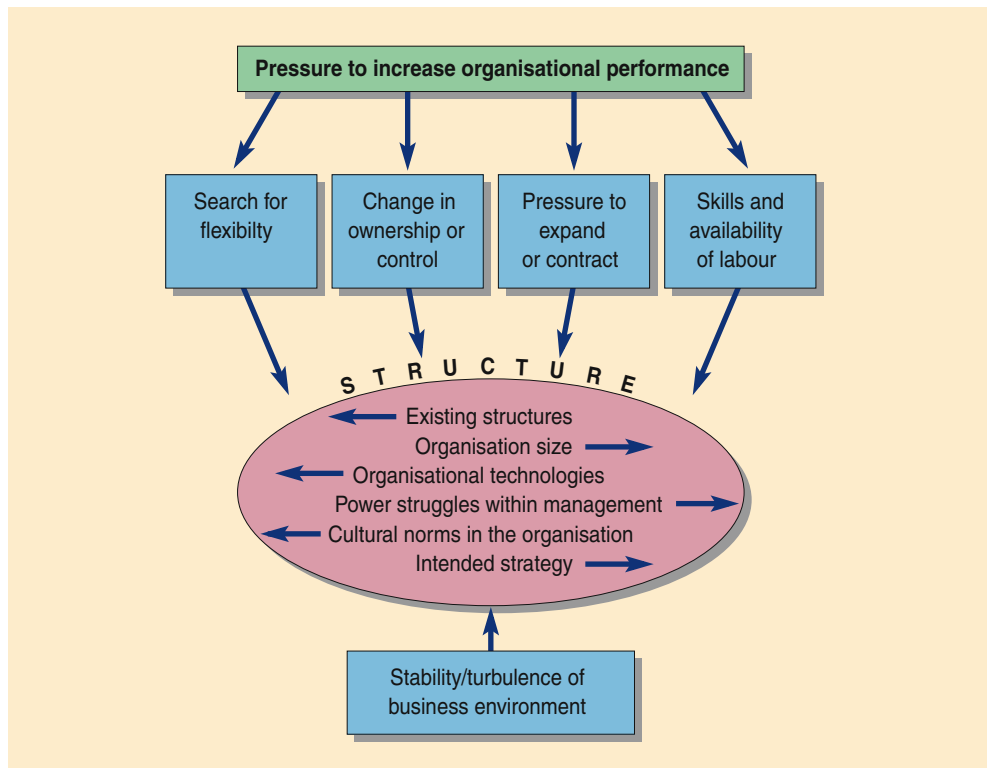 Pressure to increase organisational performance
Search for
flexibilty
Change in
ownership or
control
Pressure to
expand
or contract
Skills and
availability
of labour
S T R U C T U R E
Existing structures
Organisation size
Organisational technologies
Power struggles within management
Cultural norms in the organisation
Intended strategy
Stability/turbulence of
business environment